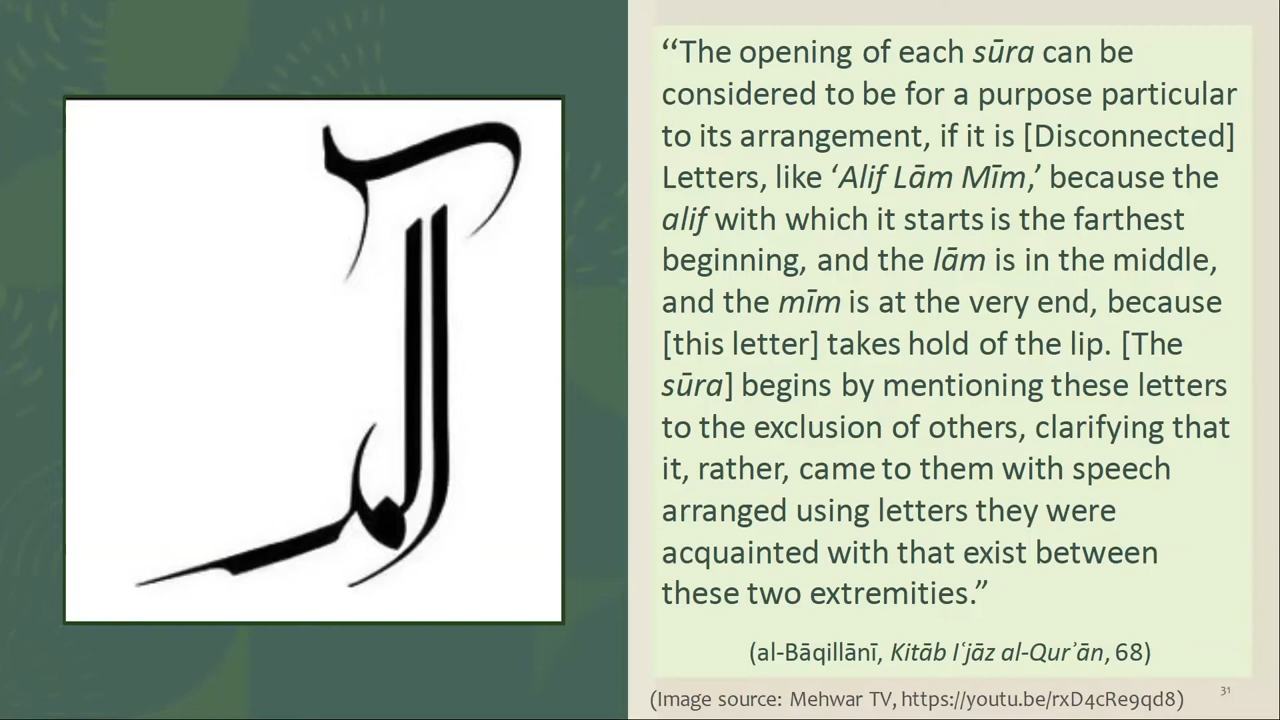 الم
“The opening of each sūra can be
considered to be for a purpose particular
to its arrangement, if it is [Disconnected]
Letters, like ‘Alif Lām Mīm,’ because the
alif with which it starts is the farthest
beginning, and the lām is in the middle,
and the mīm is at the very end, because
[this letter] takes hold of the lip. [The
sūra] begins by mentioning these letters
to the exclusion of others, clarifying that
it, rather, came to them with speech
arranged using letters they were
acquainted with that exist between
these two extremities.”
(al-Bāqillānī, Kitāb Iʿjāz al-Qurʾān, 68)
(Image source: Mehwar TV, https://youtu.be/rxD4cRe9qd8)
31